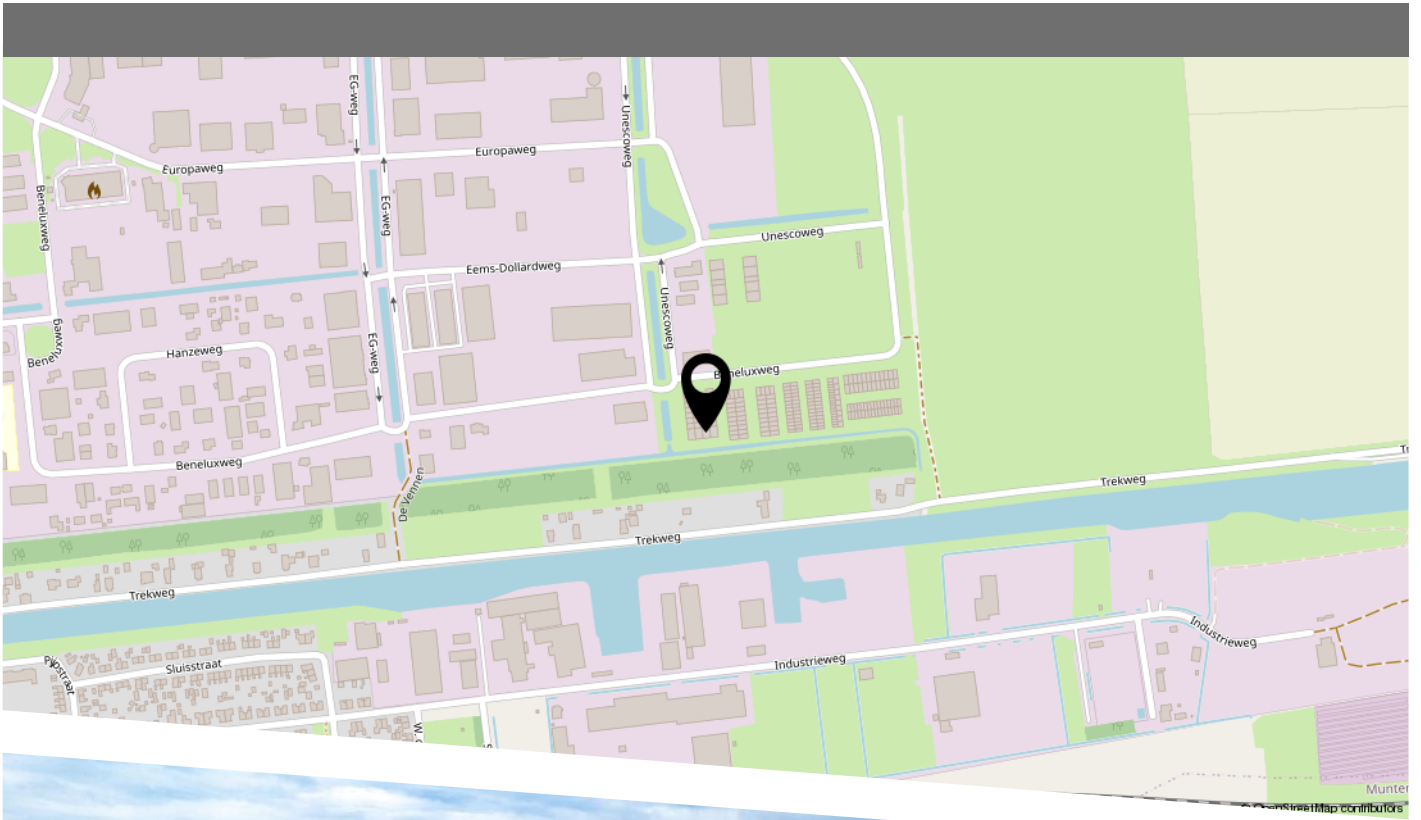 EG-weg
Unescoweg
Europaweg
Europaweg
Beneluxweg
EG-weg
Unescoweg
Eems-Dollardweg
Unescoweg
Beneluxweg
Hanzeweg
EG-weg
Beneluxweg
Beneluxweg
De Vennen
Trekweg
Trekweg
Trekweg
Industrieweg
Industrieweg
Sluisstraat
© OpenStreetMap contributors